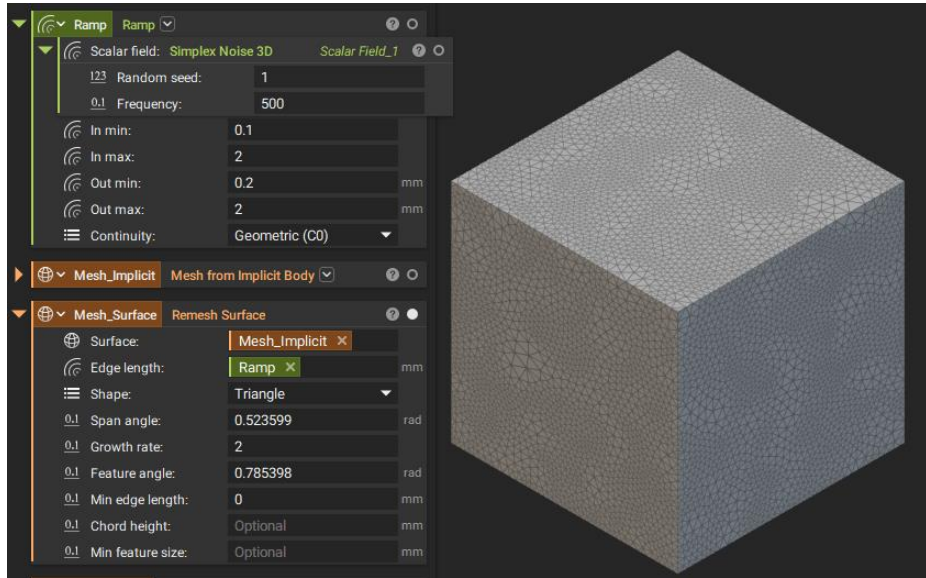 Ramp Ramp
Scalar field: Simplex Noise 3D Scalar Field_1
123 Random seed: 1
0.1 Frequency: 500
In min: 0.1
In max: 2
Out min: 0.2 mm
Out max: 2 mm
Continuity: Geometric (C0)
Mesh_Implicit Mesh from Implicit Body
Mesh_Surface Remesh Surface
Surface: Mesh_Implicit
Edge length: Ramp mm
Shape: Triangle
0.1 Span angle: 0.523599 rad
0.1 Growth rate: 2
0.1 Feature angle: 0.785398 rad
0.1 Min edge length: 0 mm
0.1 Chord height: Optional mm
0.1 Min feature size: Optional mm